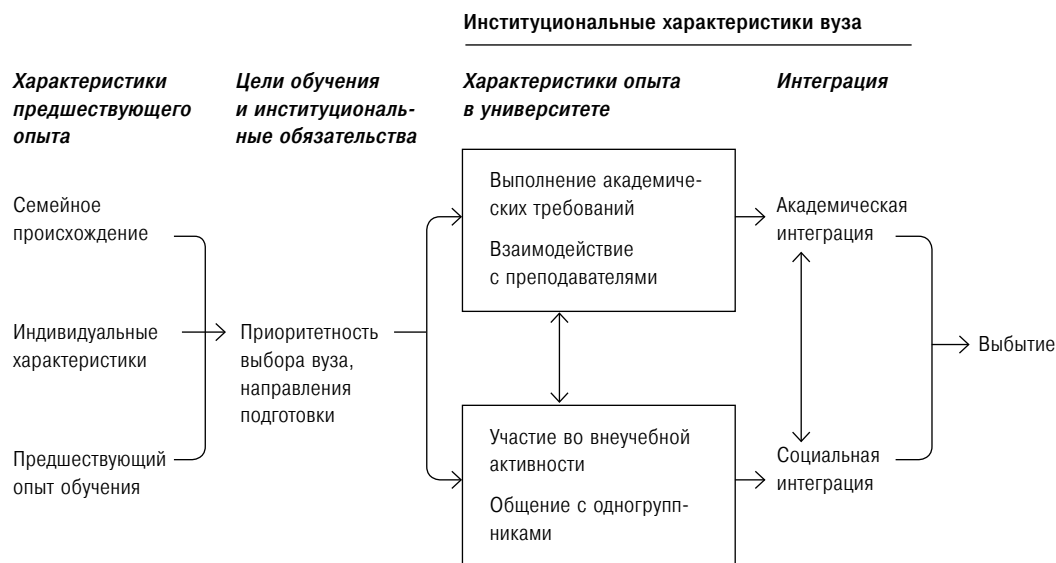 Институциональные характеристики вуза
Характеристики
предшествующего
опыта
Цели обучения
и институциональ-
ные обязательства
Характеристики опыта
в университете
Интеграция
Семейное
происхождение
Индивидуальные
характеристики
Предшествующий
опыт обучения
Приоритетность
выбора вуза,
направления
подготовки
Выполнение академиче-
ских требований
Взаимодействие
с преподавателями
Участие во внеучебной
активности
Общение с одногрупп-
никами
Академическая
интеграция
Социальная
интеграция
Выбытие